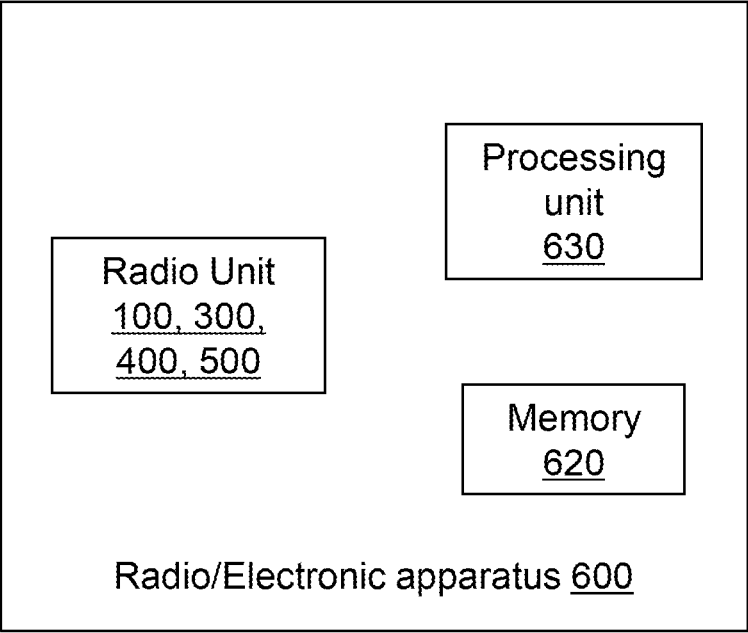 Processing
unit
630
Radio Unit
100, 300,
400, 500
Memory
620
Radio/Electronic apparatus 600